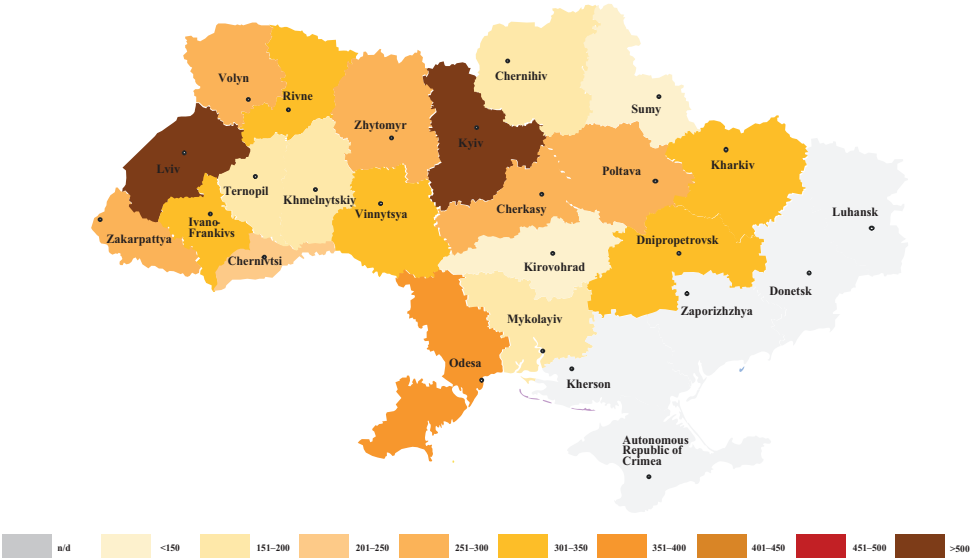 Chernihiv
Volyn
Rivne
Sumy
Zhytomyr
Kyiv
Kharkiv
Lviv
Poltava
Ternopil
Khmelnytskiy
Cherkasy
Vinnytsya
Luhansk
Ivano-
Frankivs
Zakarpattya
Dnipropetrovsk
Chernivtsi
Kirovohrad
Donetsk
Zaporizhzhya
Mykolayiv
Odesa
Kherson
Autonomous
Republic of
Crimea
n/d <150 151–200 201–250 251–300 301–350 351–400 401–450 451–500 >500